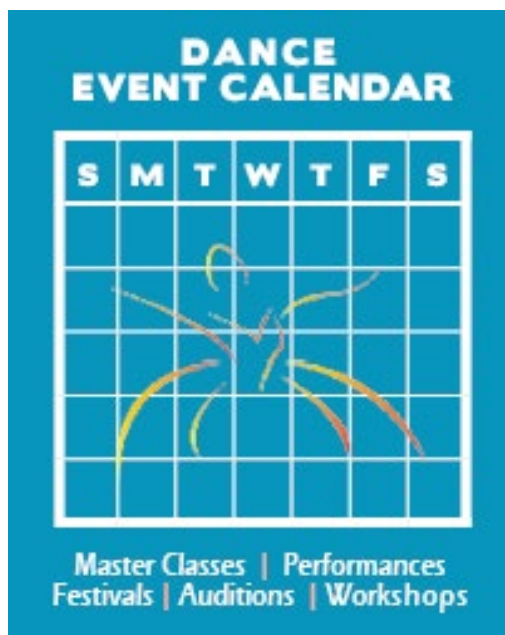 DANCE
EVENT CALENDAR
S M T W T F S
Master Classes | Performances
Festivals | Auditions | Workshops